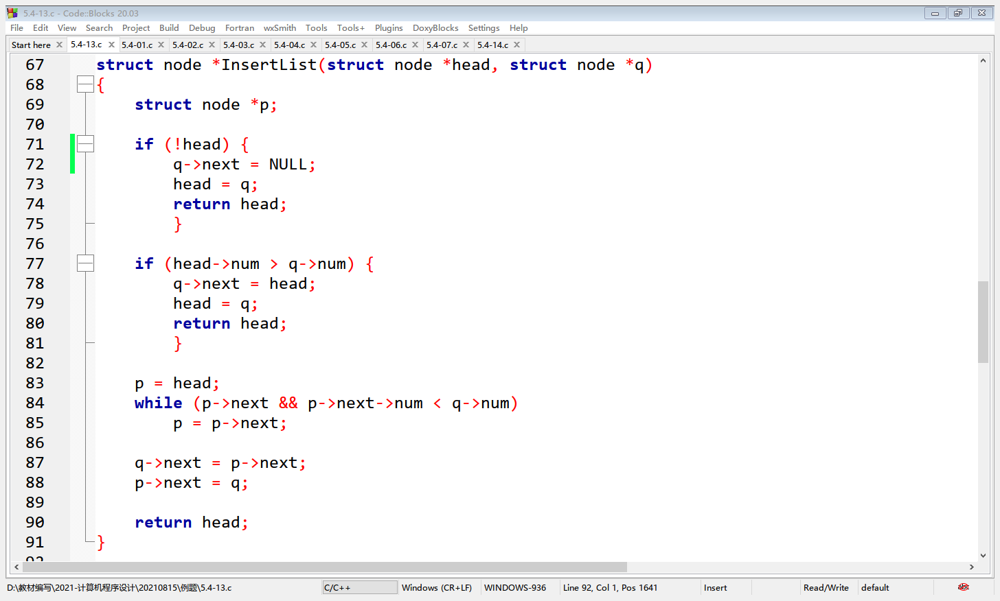 5.4-13.c - Code::Blocks 20.03
File Edit View Search Project Build Debug Fortran wxSmith Tools Tools+ Plugins DoxyBlocks Settings Help
Start here 5.4-13.c 5.4-01.c 5.4-02.c 5.4-03.c 5.4-04.c 5.4-05.c 5.4-06.c 5.4-07.c 5.4-14.c
67 struct node *InsertList(struct node *head, struct node *q)
68 {
69     struct node *p;
70
71     if (!head) {
72         q->next = NULL;
73         head = q;
74         return head;
75         }
76
77     if (head->num > q->num) {
78         q->next = head;
79         head = q;
80         return head;
81         }
82
83     p = head;
84     while (p->next && p->next->num < q->num)
85         p = p->next;
86
87     q->next = p->next;
88     p->next = q;
89
90     return head;
91 }
92
D:\教材编写\2021-计算机程序设计\20210815\例题\5.4-13.c C/C++ Windows (CR+LF) WINDOWS-936 Line 92, Col 1, Pos 1641 Insert Read/Write default abc